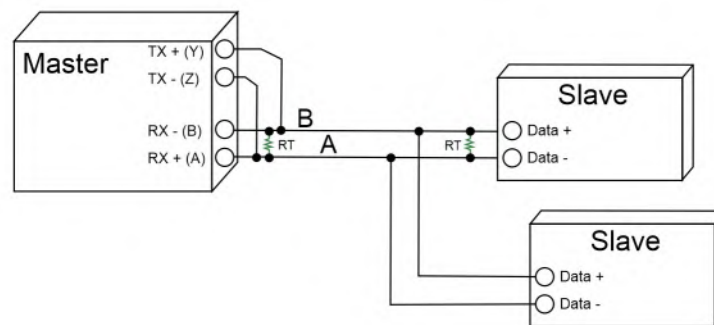 Master
TX + (Y)
TX - (Z)
RX - (B)
RX + (A)
B
A
RT
RT
Slave
Data +
Data -
Slave
Data +
Data -